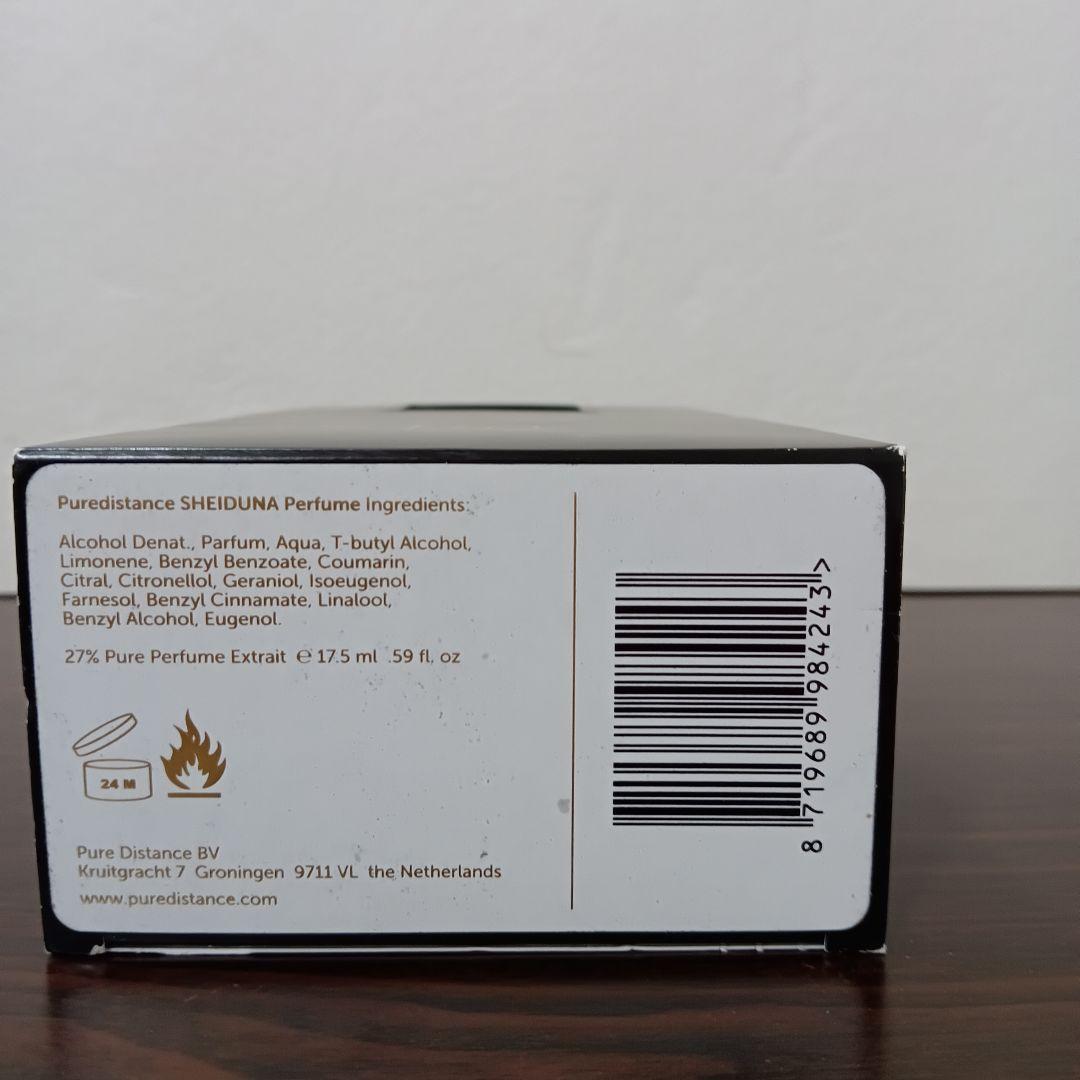 Puredistance SHEIDUNA Perfume Ingredients:
Alcohol Denat., Parfum, Aqua, T-butyl Alcohol,
Limonene, Benzyl Benzoate, Coumarin,
Citral, Citronellol, Geraniol, Isoeugenol,
Farnesol, Benzyl Cinnamate, Linalool,
Benzyl Alcohol, Eugenol.
27% Pure Perfume Extrait ℮ 17.5 ml .59 fl. oz
24 M
Pure Distance BV
Kruitgracht 7 Groningen 9711 VL the Netherlands
www.puredistance.com
8 719689 984243 >